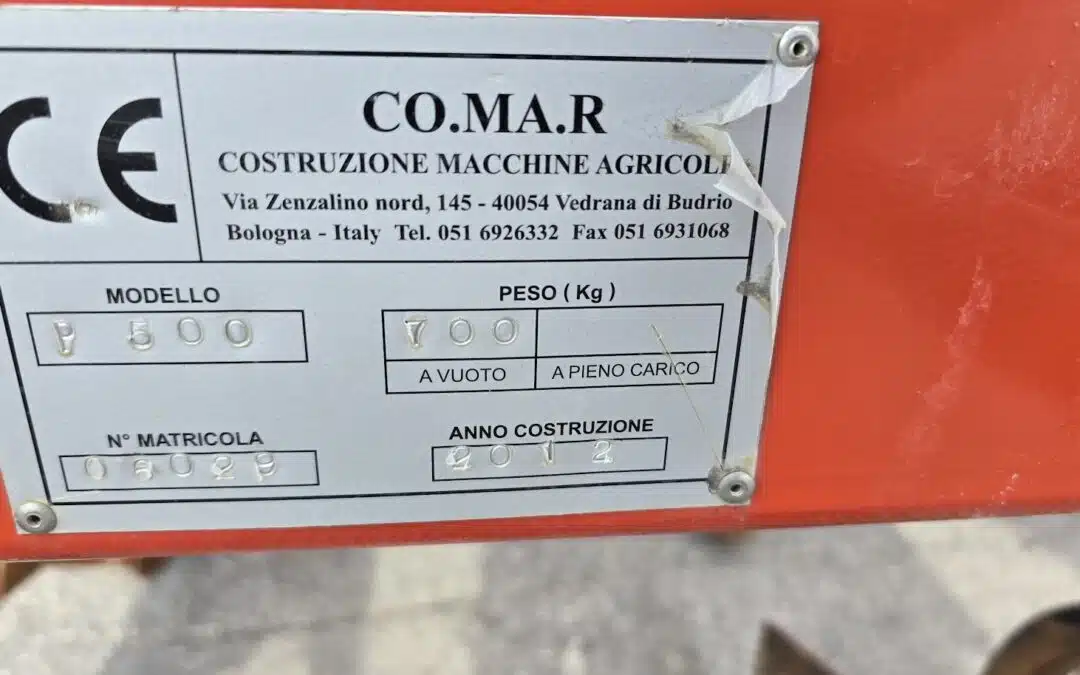 CE
CO.MA.R
COSTRUZIONE MACCHINE AGRICOLE
Via Zenzalino nord, 145 - 40054 Vedrana di Budrio
Bologna - Italy Tel. 051 6926332 Fax 051 6931068
MODELLO
P 500
PESO ( Kg )
700
A VUOTO
A PIENO CARICO
N° MATRICOLA
ANNO COSTRUZIONE
2012